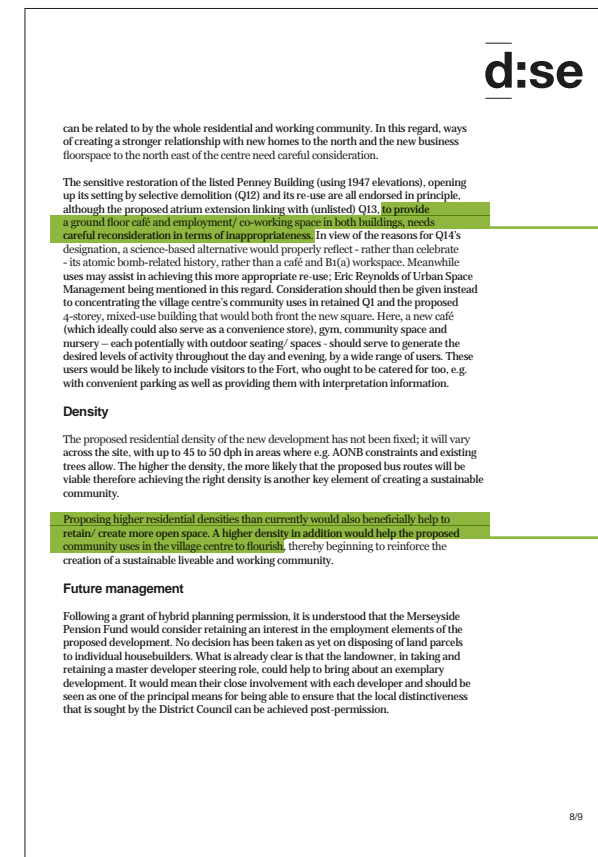 d:se
can be related to by the whole residential and working community. In this regard, ways
of creating a stronger relationship with new homes to the north and the new business
floorspace to the north east of the centre need careful consideration.
The sensitive restoration of the listed Penney Building (using 1947 elevations), opening
up its setting by selective demolition (Q12) and its re-use are all endorsed in principle,
although the proposed atrium extension linking with (unlisted) Q13, to provide
a ground floor café and employment/ co-working space in both buildings, needs
careful reconsideration in terms of inappropriateness. In view of the reasons for Q14's
designation, a science-based alternative would properly reflect - rather than celebrate
- its atomic bomb-related history, rather than a café and B1(a) workspace. Meanwhile
uses may assist in achieving this more appropriate re-use; Eric Reynolds of Urban Space
Management being mentioned in this regard. Consideration should then be given instead
to concentrating the village centre's community uses in retained Q1 and the proposed
4-storey, mixed-use building that would both front the new square. Here, a new café
(which ideally could also serve as a convenience store), gym, community space and
nursery – each potentially with outdoor seating/ spaces - should serve to generate the
desired levels of activity throughout the day and evening, by a wide range of users. These
users would be likely to include visitors to the Fort, who ought to be catered for too, e.g.
with convenient parking as well as providing them with interpretation information.
Density
The proposed residential density of the new development has not been fixed; it will vary
across the site, with up to 45 to 50 dph in areas where e.g. AONB constraints and existing
trees allow. The higher the density, the more likely that the proposed bus routes will be
viable therefore achieving the right density is another key element of creating a sustainable
community.
Proposing higher residential densities than currently would also beneficially help to
retain/ create more open space. A higher density in addition would help the proposed
community uses in the village centre to flourish, thereby beginning to reinforce the
creation of a sustainable liveable and working community.
Future management
Following a grant of hybrid planning permission, it is understood that the Merseyside
Pension Fund would consider retaining an interest in the employment elements of the
proposed development. No decision has been taken as yet on disposing of land parcels
to individual housebuilders. What is already clear is that the landowner, in taking and
retaining a master developer steering role, could help to bring about an exemplary
development. It would mean their close involvement with each developer and should be
seen as one of the principal means for being able to ensure that the local distinctiveness
that is sought by the District Council can be achieved post-permission.
8/9